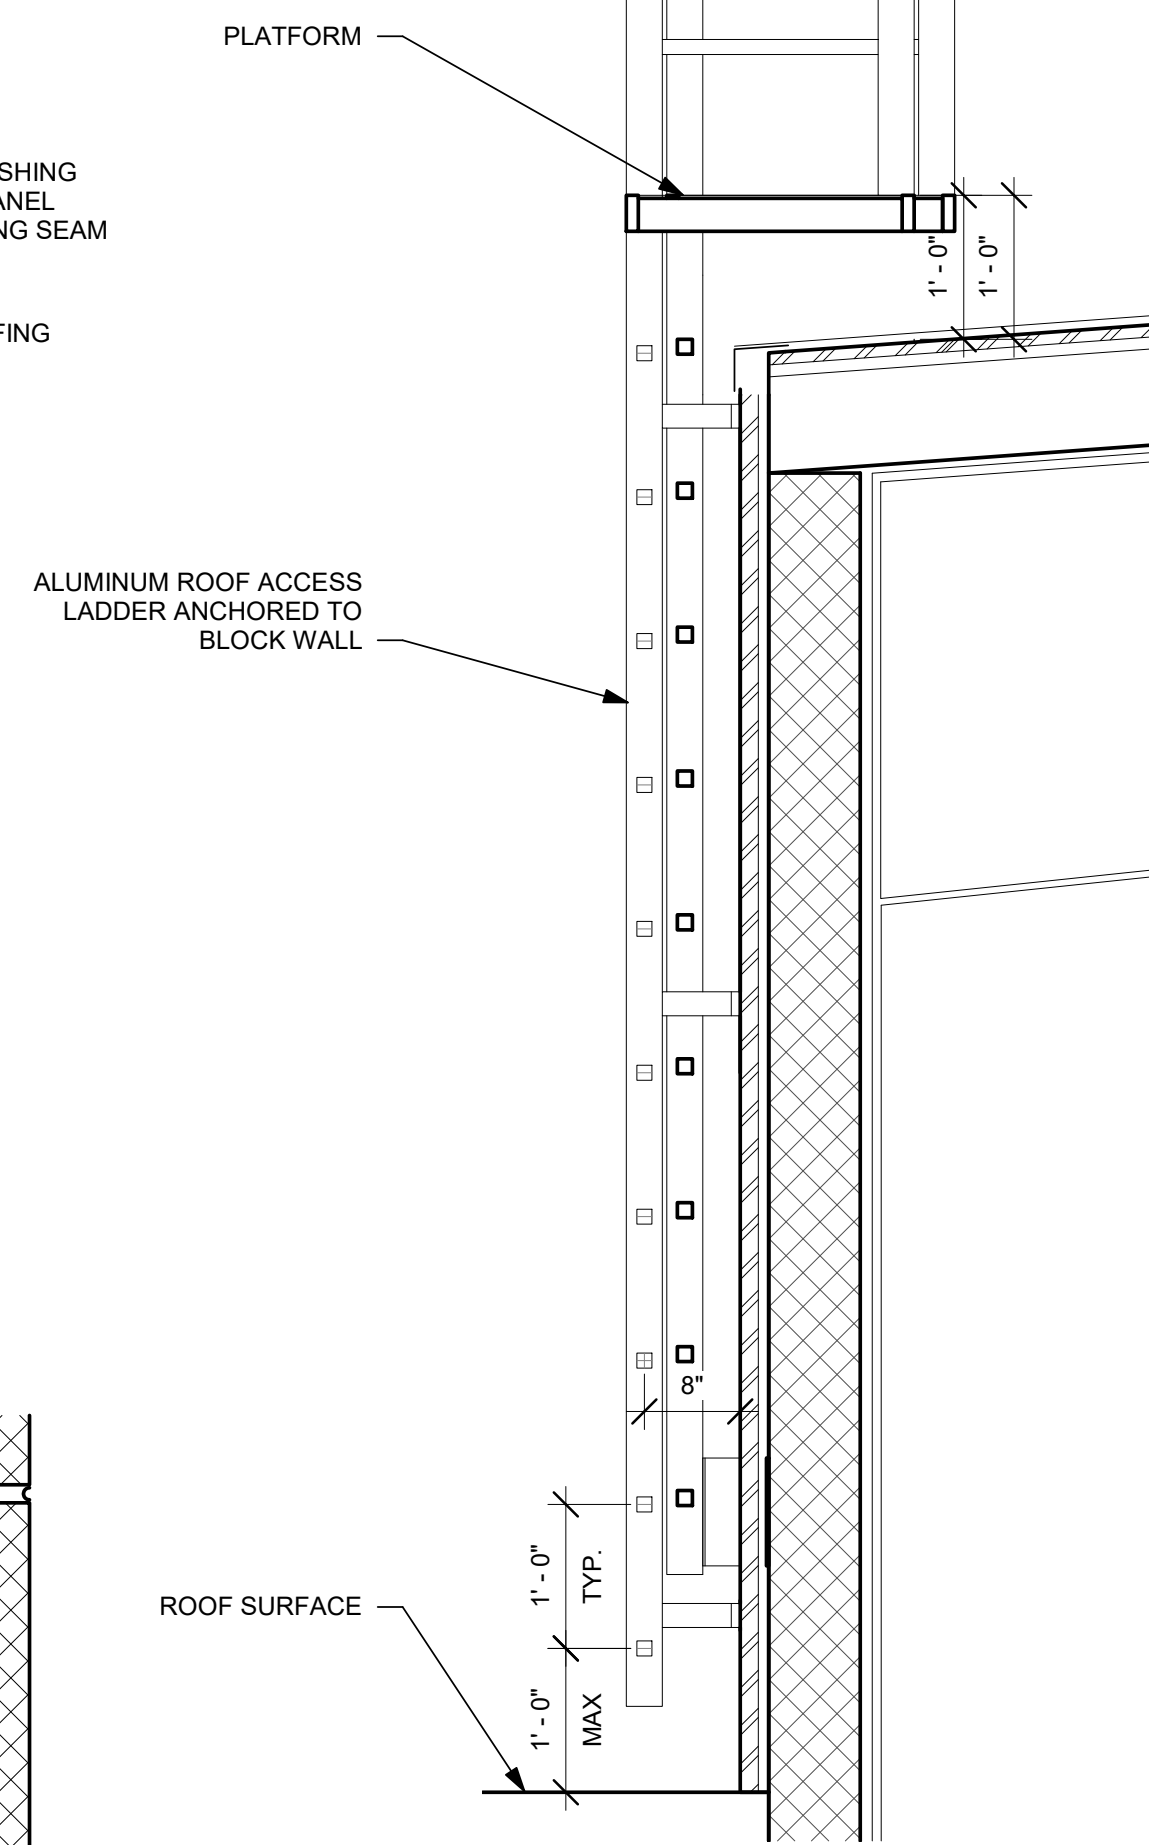 PLATFORM
SHING
ANEL
NG SEAM
1' - 0"
1' - 0"
FING
ALUMINUM ROOF ACCESS
LADDER ANCHORED TO
BLOCK WALL
8"
1' - 0"
TYP.
ROOF SURFACE
1' - 0"
MAX